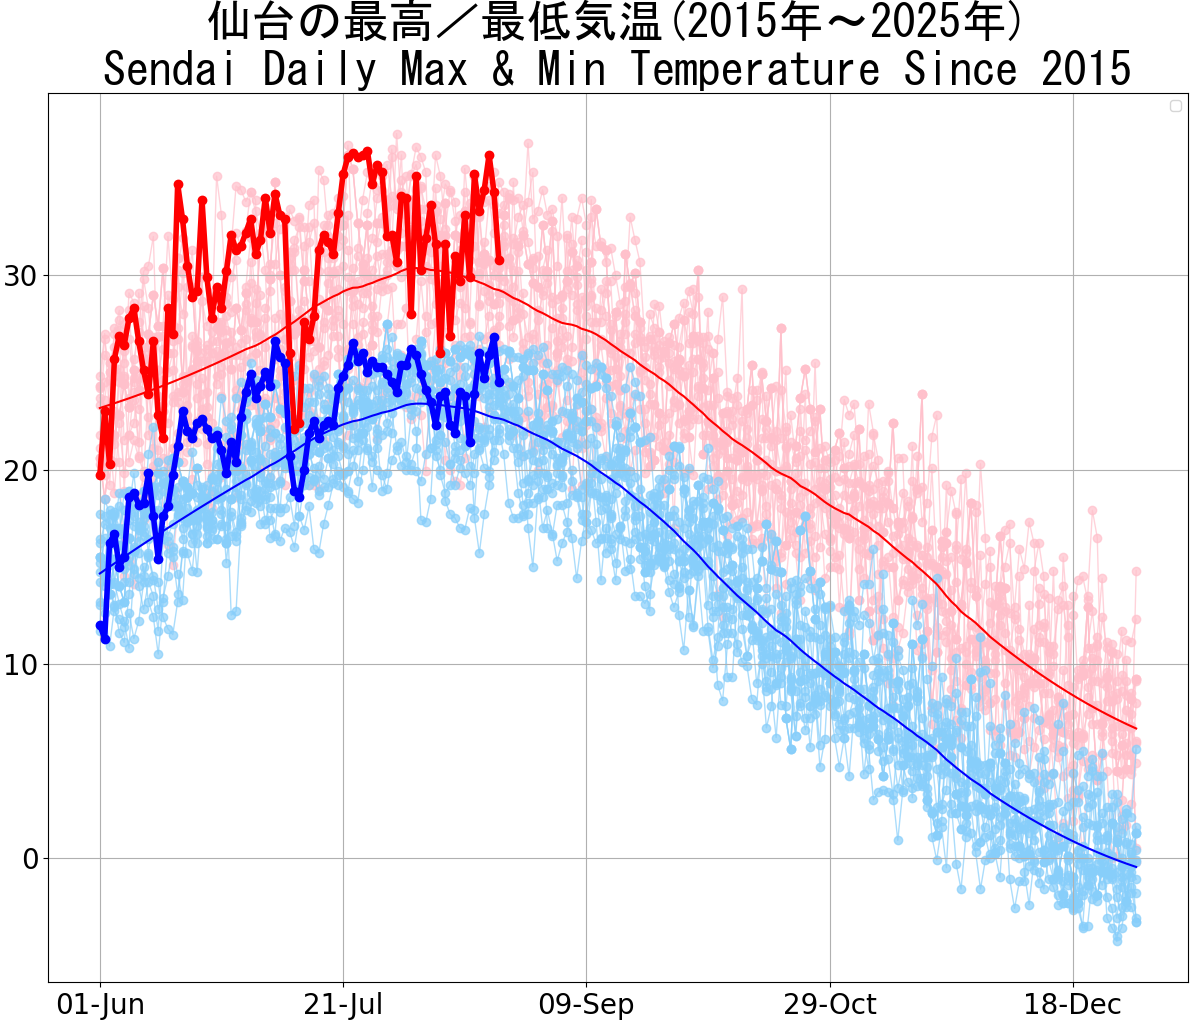 仙台の最高／最低気温(2015年～2025年)
Sendai Daily Max & Min Temperature Since 2015
30
20
10
0
01-Jun 21-Jul 09-Sep 29-Oct 18-Dec